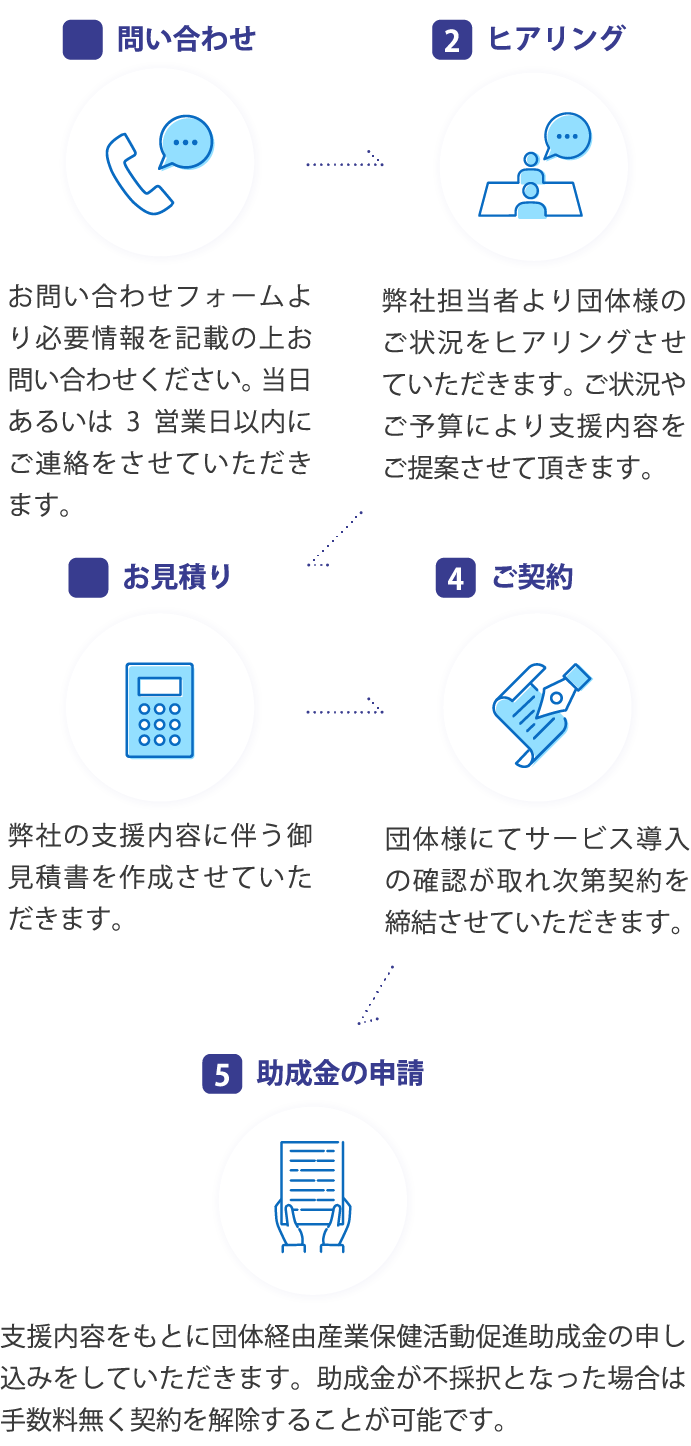 問い合わせ
お問い合わせフォームよ
り必要情報を記載の上お
問い合わせください。当日
あるいは 3 営業日以内に
ご連絡をさせていただき
ます。
2 ヒアリング
弊社担当者より団体様の
ご状況をヒアリングさせ
ていただきます。ご状況や
ご予算により支援内容を
ご提案させて頂きます。
お見積り
弊社の支援内容に伴う御
見積書を作成させていた
だきます。
4 ご契約
団体様にてサービス導入
の確認が取れ次第契約を
締結させていただきます。
5 助成金の申請
支援内容をもとに団体経由産業保健活動促進助成金の申し
込みをしていただきます。助成金が不採択となった場合は
手数料無く契約を解除することが可能です。